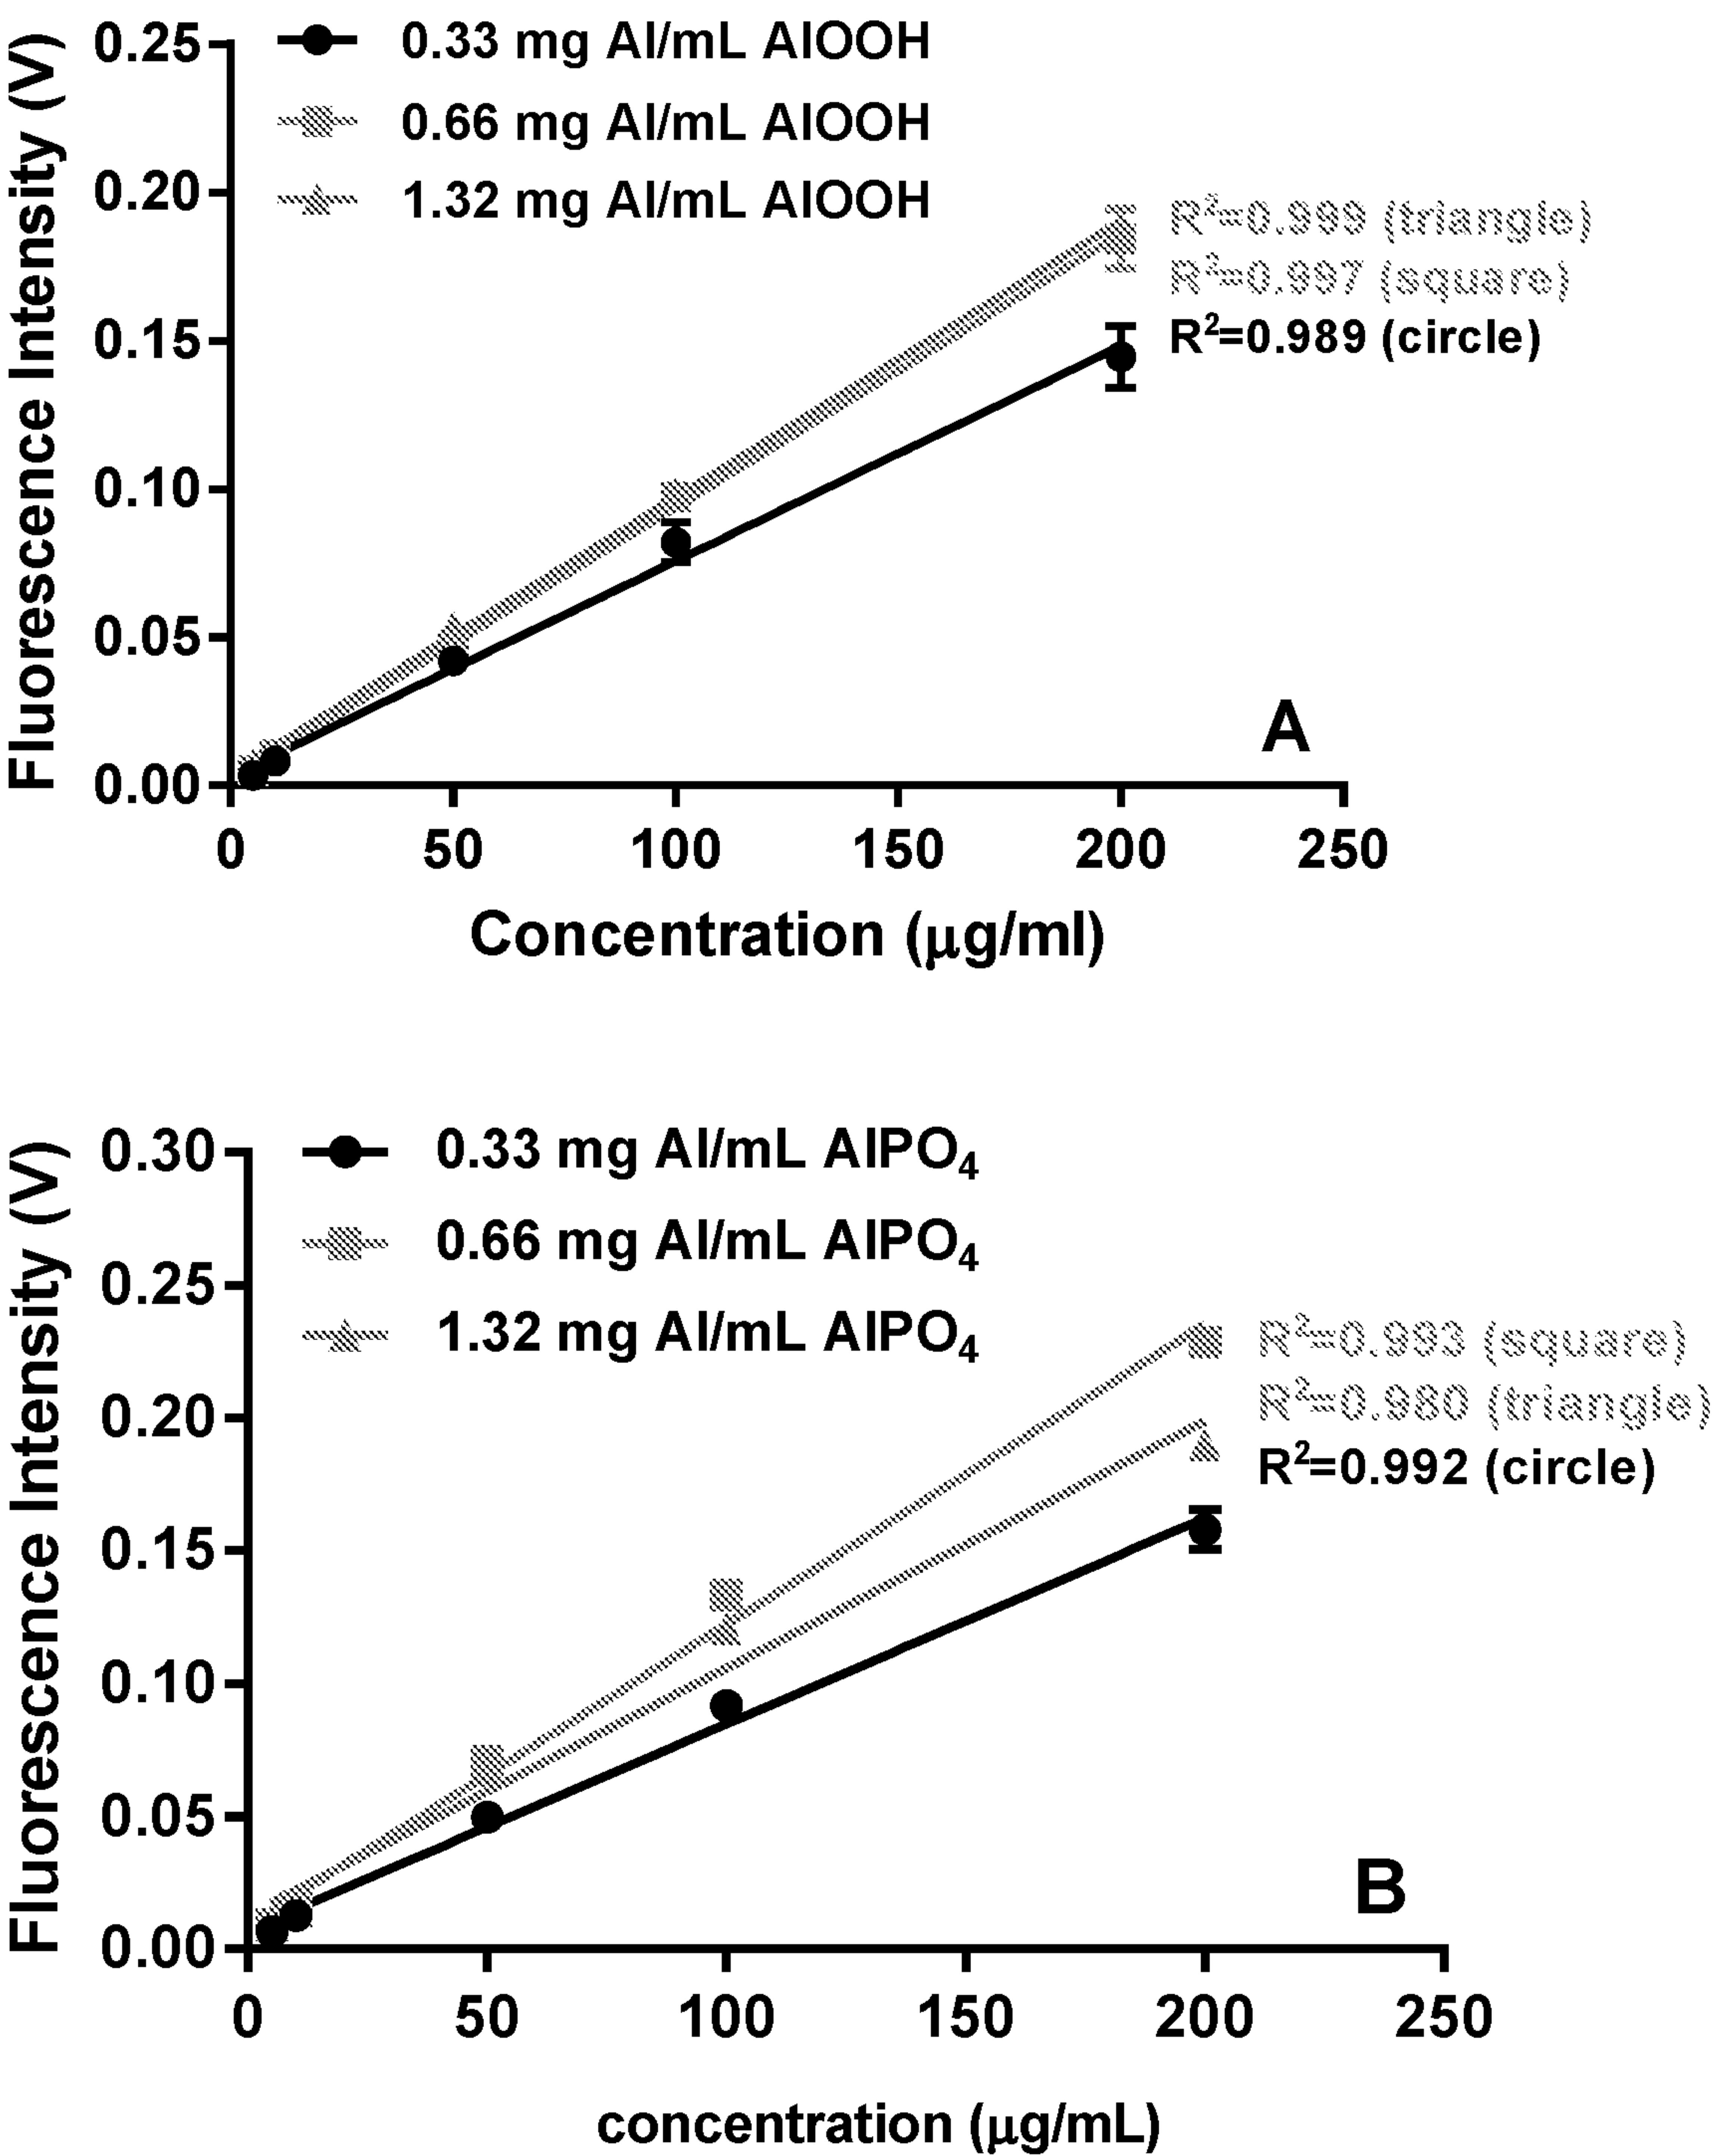 Fluorescence Intensity (V)
0.25
0.20
0.15
0.10
0.05
0.00
0.33 mg Al/mL AlOOH
0.66 mg Al/mL AlOOH
1.32 mg Al/mL AlOOH
R²=0.999 (triangle)
R²=0.997 (square)
R²=0.989 (circle)
A
0 50 100 150 200 250
Concentration (μg/ml)
Fluorescence Intensity (V)
0.30
0.25
0.20
0.15
0.10
0.05
0.00
0.33 mg Al/mL AlPO₄
0.66 mg Al/mL AlPO₄
1.32 mg Al/mL AlPO₄
R²=0.993 (square)
R²=0.980 (triangle)
R²=0.992 (circle)
B
0 50 100 150 200 250
concentration (μg/mL)